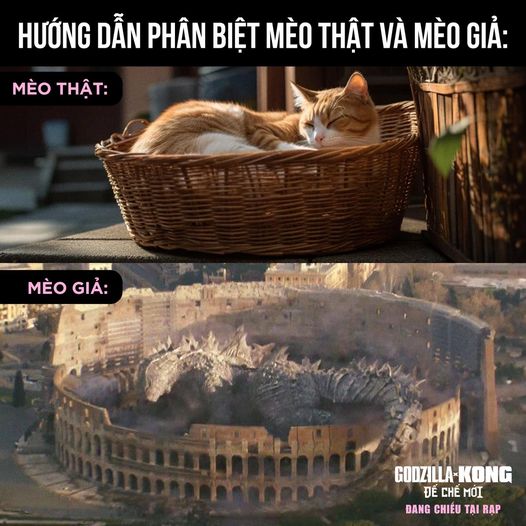 HƯỚNG DẪN PHÂN BIỆT MÈO THẬT VÀ MÈO GIẢ:
MÈO THẬT:
MÈO GIẢ:
GODZILLA x KONG
ĐẾ CHẾ MỚI
ĐANG CHIẾU TẠI RẠP